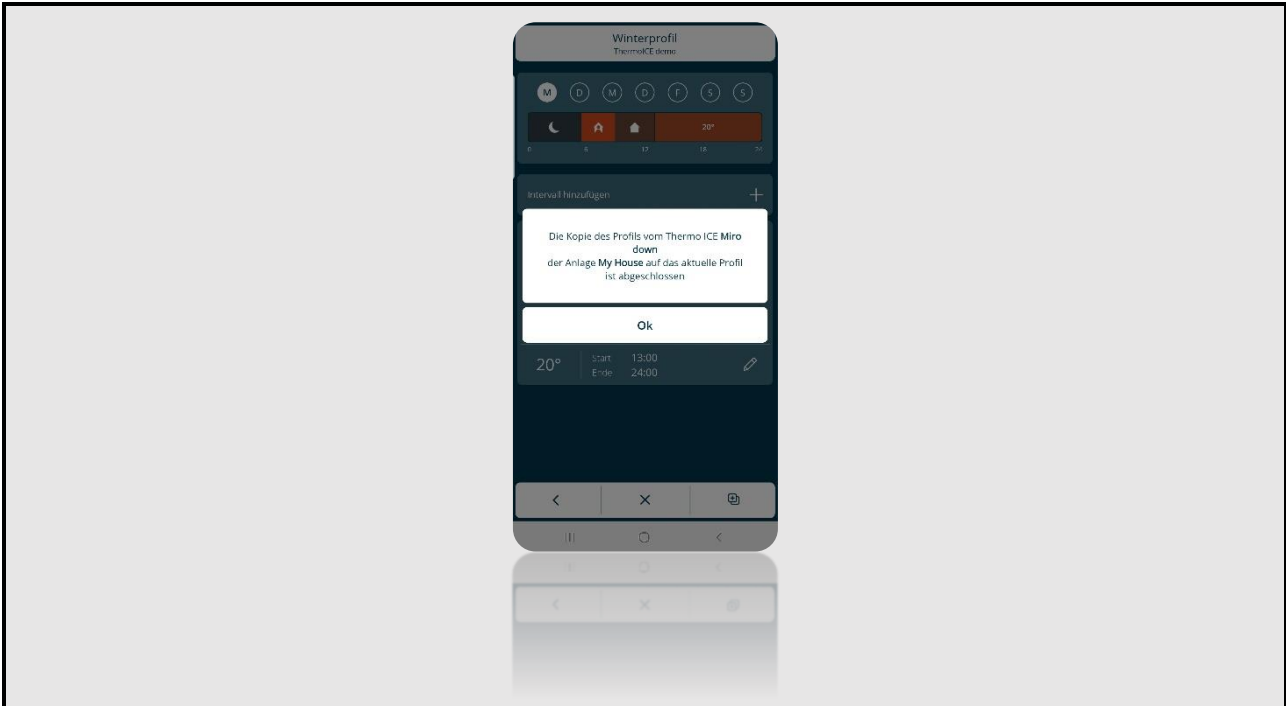 Winterprofil
ThermoICE demo
M D M D F S S
20°
0 6 12 18 24
Intervall hinzufügen
Die Kopie des Profils vom Thermo ICE Miro
down
der Anlage My House auf das aktuelle Profil
ist abgeschlossen
Ok
20° Start 13:00
Ende 24:00